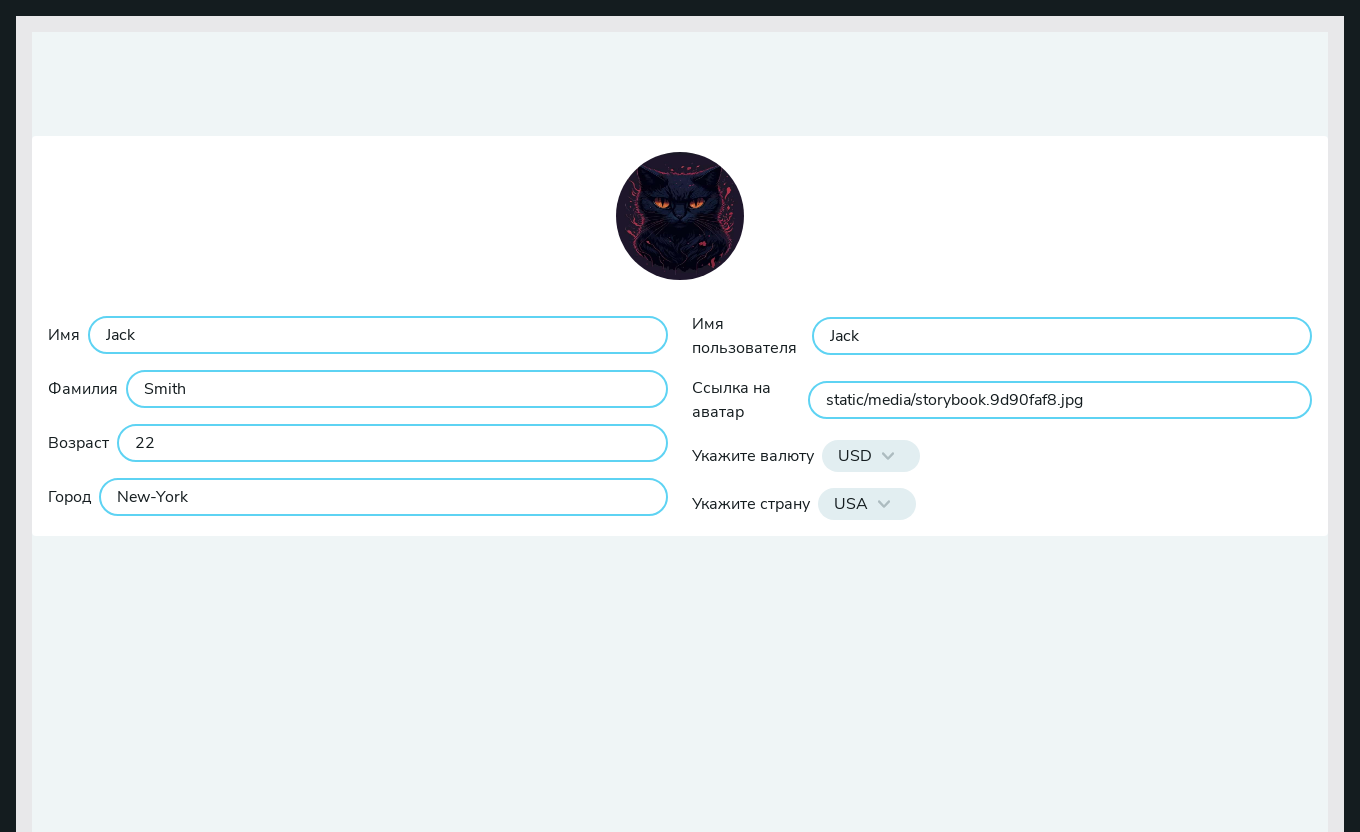 Имя
Jack
Фамилия
Smith
Возраст
22
Город
New-York
Имя
пользователя
Jack
Ссылка на
аватар
static/media/storybook.9d90faf8.jpg
Укажите валюту
USD
Укажите страну
USA